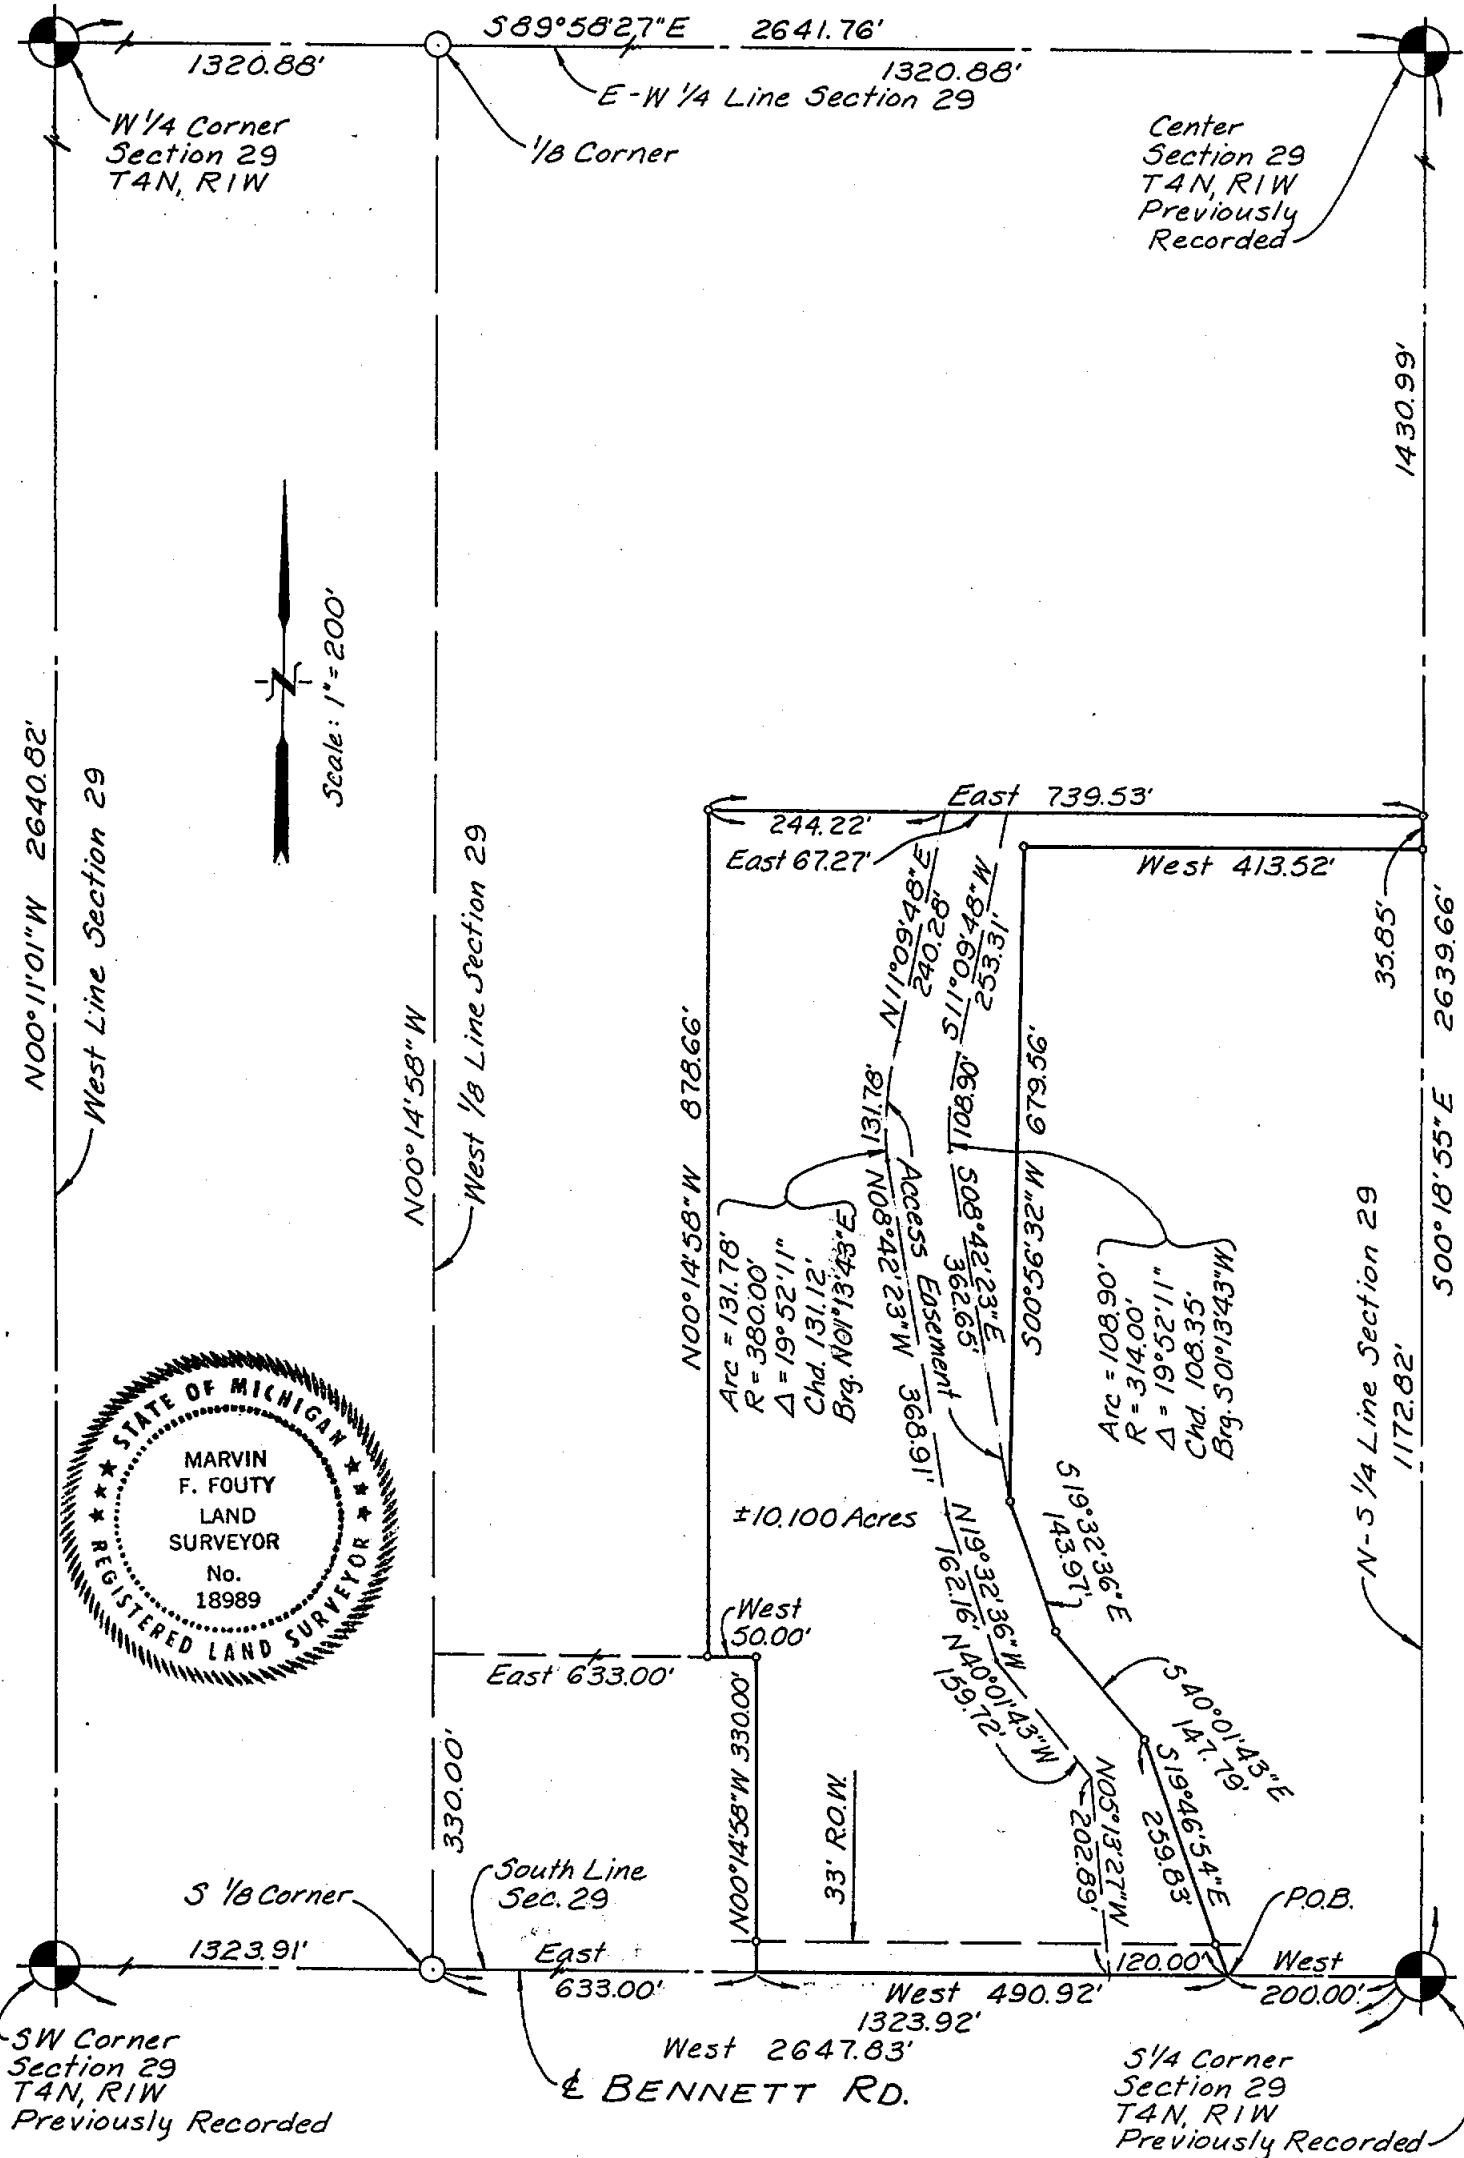 S89°58'27"E 2641.76'
1320.88'
1320.88'
E-W 1/4 Line Section 29
W 1/4 Corner
Section 29
T4N, R1W
1/8 Corner
Center
Section 29
T4N, R1W
Previously
Recorded
1430.99'
Scale: 1"=200'
N
N00°11'01"W 2640.82'
West Line Section 29
N00°14'58"W
West 1/8 Line Section 29
East 739.53'
244.22'
East 67.27'
West 413.52'
35.85'
N11°09'48"E
240.28'
S11°09'48"W
253.31'
N00°14'58"W 878.66'
131.78'
108.90'
S00°56'32"W 679.56'
S00°18'55"E 2639.66'
N-S 1/4 Line Section 29
1172.82'
Access Easement
N08°42'23"W 368.91'
S08°42'23"E
362.65'
Arc = 131.78'
R = 380.00'
Δ = 19°52'11"
Chd. 131.12'
Brg. N01°13'43"E
Arc = 108.90'
R = 314.00'
Δ = 19°52'11"
Chd. 108.35'
Brg. S01°13'43"W
STATE OF MICHIGAN
MARVIN
F. FOUTY
LAND
SURVEYOR
No.
18989
REGISTERED LAND SURVEYOR
±10.100 Acres
N19°32'36"W
162.16'
S19°32'36"E
143.97'
West
50.00'
East 633.00'
N40°01'43"W
159.72'
S40°01'43"E
147.79'
330.00'
N00°14'58"W 330.00'
33' R.O.W.
N05°13'27"W
202.89'
S19°46'54"E
259.83'
P.O.B.
S 1/8 Corner
South Line
Sec. 29
1323.91'
East
633.00'
120.00'
West
200.00'
West 490.92'
1323.92'
West 2647.83'
℄ BENNETT RD.
SW Corner
Section 29
T4N, R1W
Previously Recorded
S 1/4 Corner
Section 29
T4N, R1W
Previously Recorded